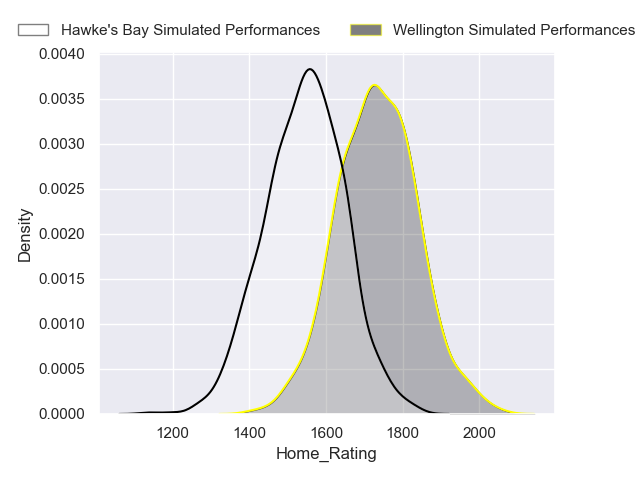 Hawke's Bay Simulated Performances Wellington Simulated Performances
0.0040
0.0035
0.0030
0.0025
0.0020
0.0015
0.0010
0.0005
0.0000
Density
1200 1400 1600 1800 2000
Home_Rating